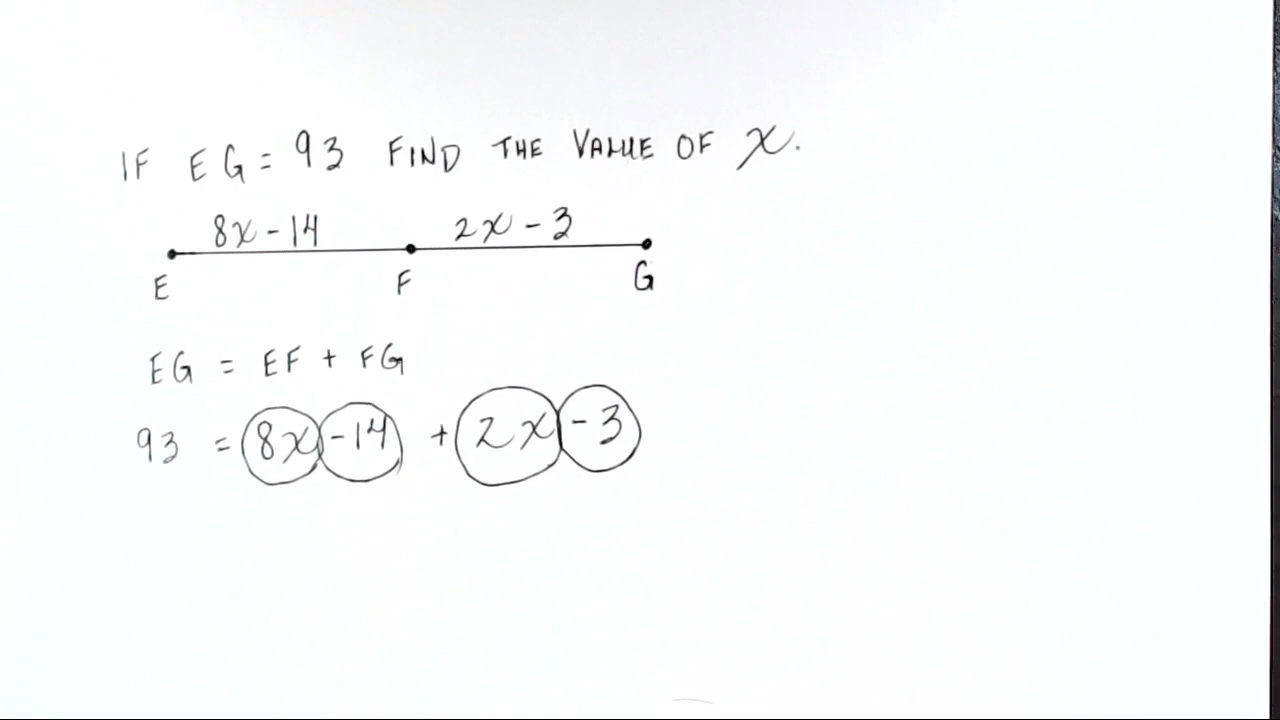 IF EG = 93 FIND THE VALUE OF x.
8x - 14 2x - 3
E F G
EG = EF + FG
93 = 8x - 14 + 2x - 3